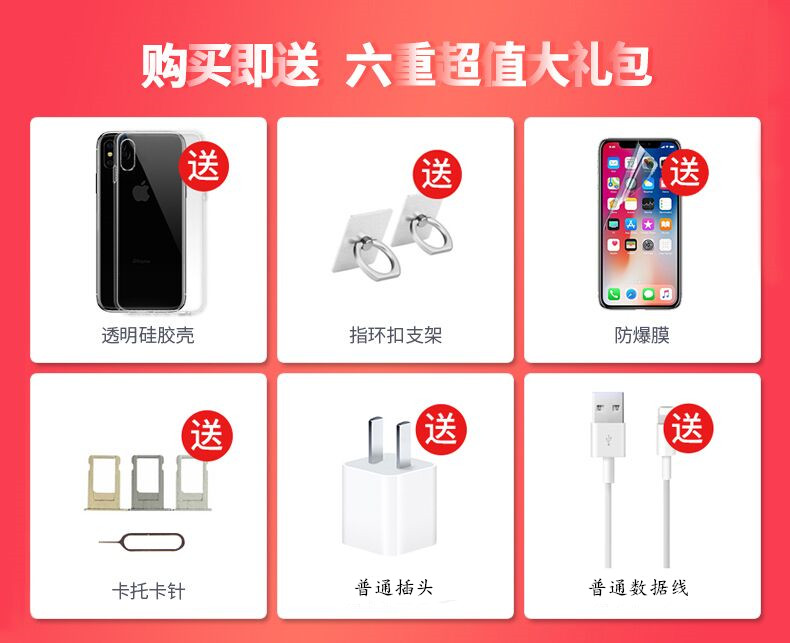 购买即送 六重超值大礼包
送
透明硅胶壳
送
指环扣支架
送
防爆膜
送
卡托卡针
送
普通插头
送
普通数据线